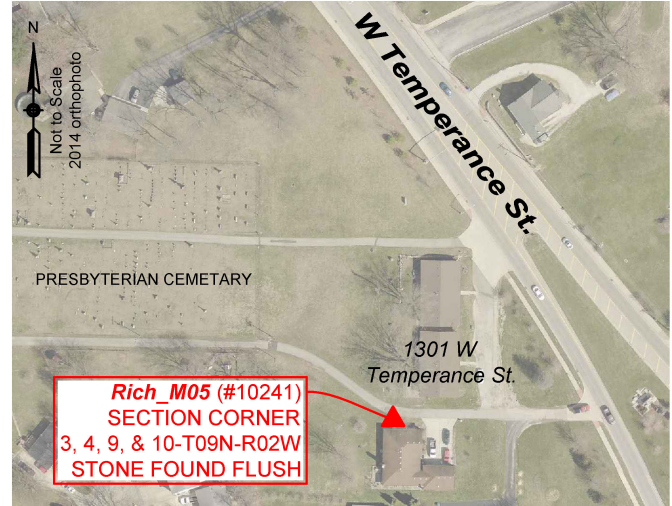 N
Not to Scale
2014 orthophoto
W Temperance St.
PRESBYTERIAN CEMETARY
1301 W
Temperance St.
Rich_M05 (#10241)
SECTION CORNER
3, 4, 9, & 10-T09N-R02W
STONE FOUND FLUSH